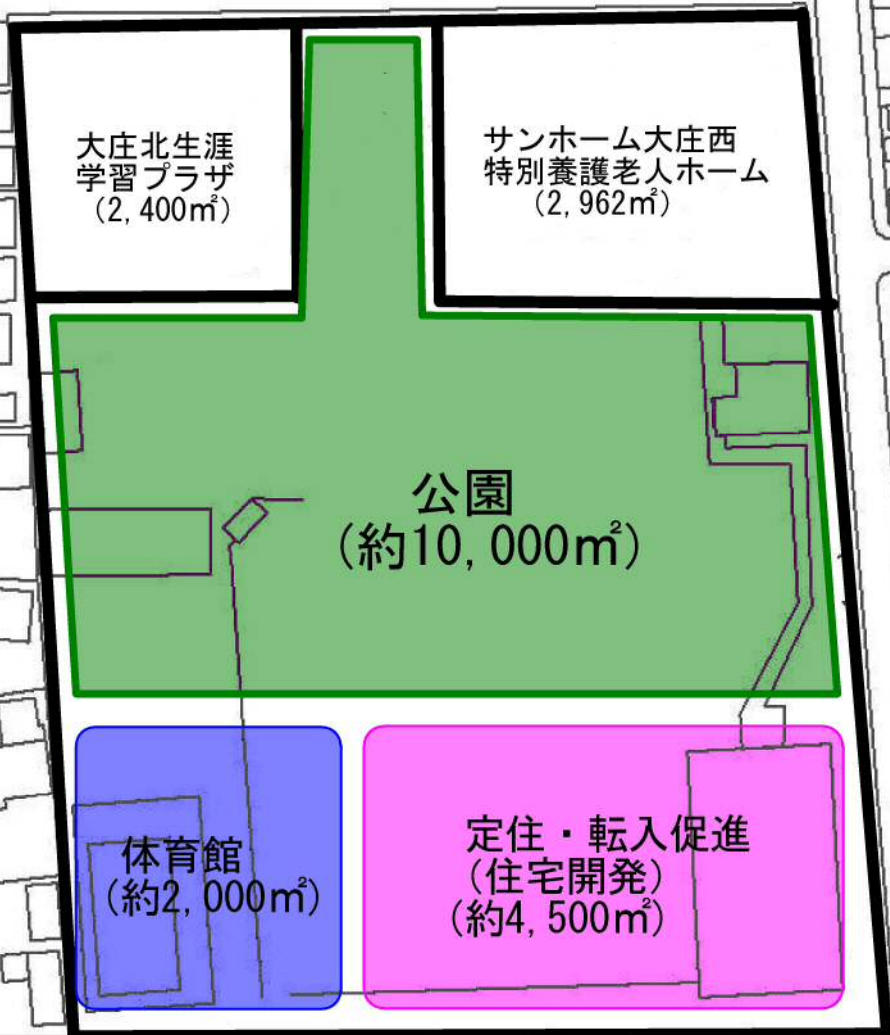 大庄北生涯
学習プラザ
(2,400㎡)
サンホーム大庄西
特別養護老人ホーム
(2,962㎡)
公園
(約10,000㎡)
体育館
(約2,000㎡)
定住・転入促進
(住宅開発)
(約4,500㎡)